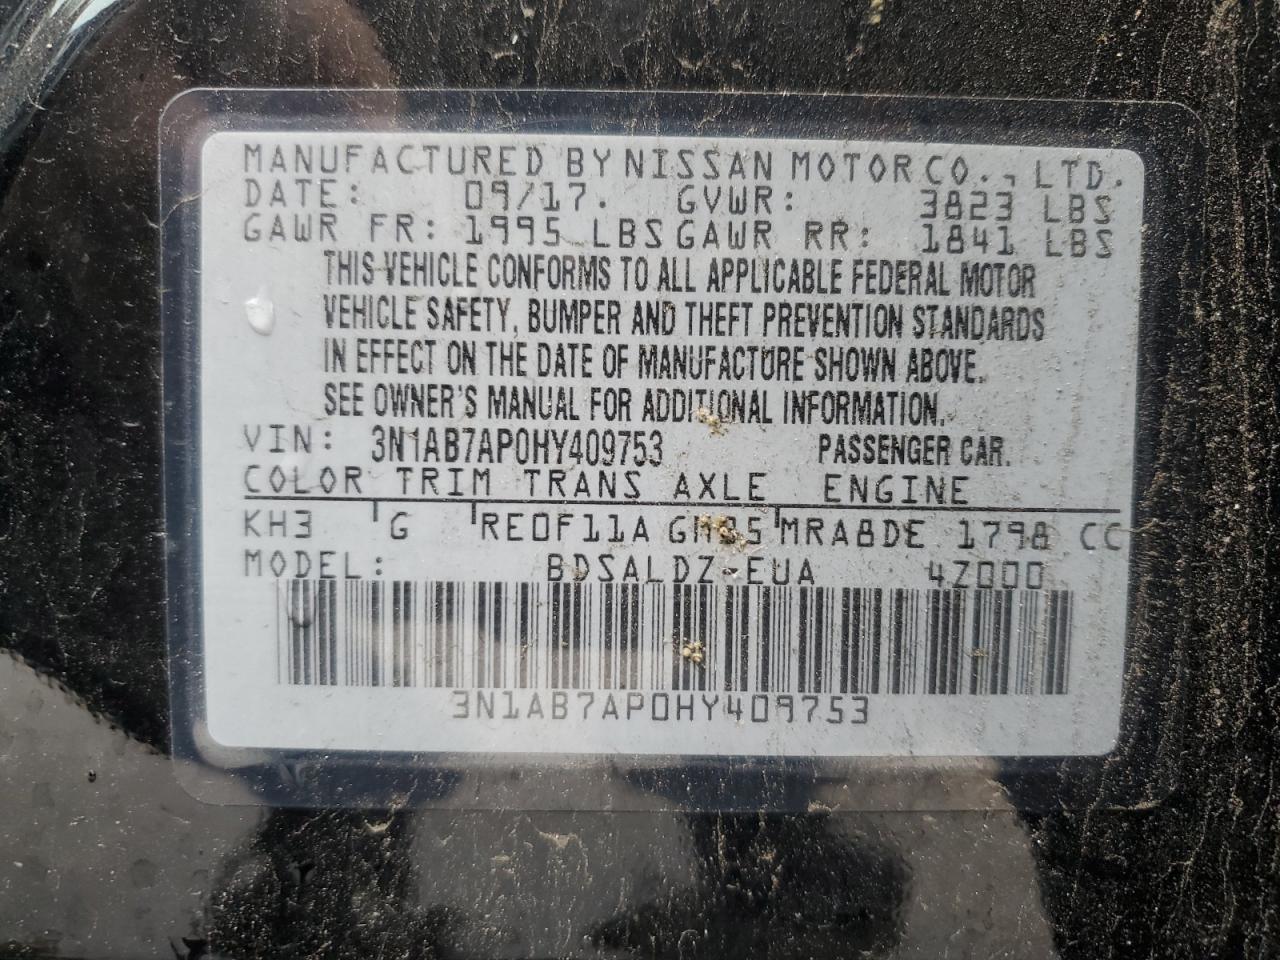 MANUFACTURED BY NISSAN MOTOR CO., LTD.
DATE: 09/17. GVWR: 3823 LBS
GAWR FR: 1995 LBS GAWR RR: 1841 LBS
THIS VEHICLE CONFORMS TO ALL APPLICABLE FEDERAL MOTOR
VEHICLE SAFETY, BUMPER AND THEFT PREVENTION STANDARDS
IN EFFECT ON THE DATE OF MANUFACTURE SHOWN ABOVE.
SEE OWNER'S MANUAL FOR ADDITIONAL INFORMATION.
VIN: 3N1AB7AP0HY409753 PASSENGER CAR.
COLOR TRIM TRANS AXLE ENGINE
KH3 G RE0F11A MRA8DE 1798 CC
MODEL: BDSALDZ-EUA 4Z000
3N1AB7AP0HY409753